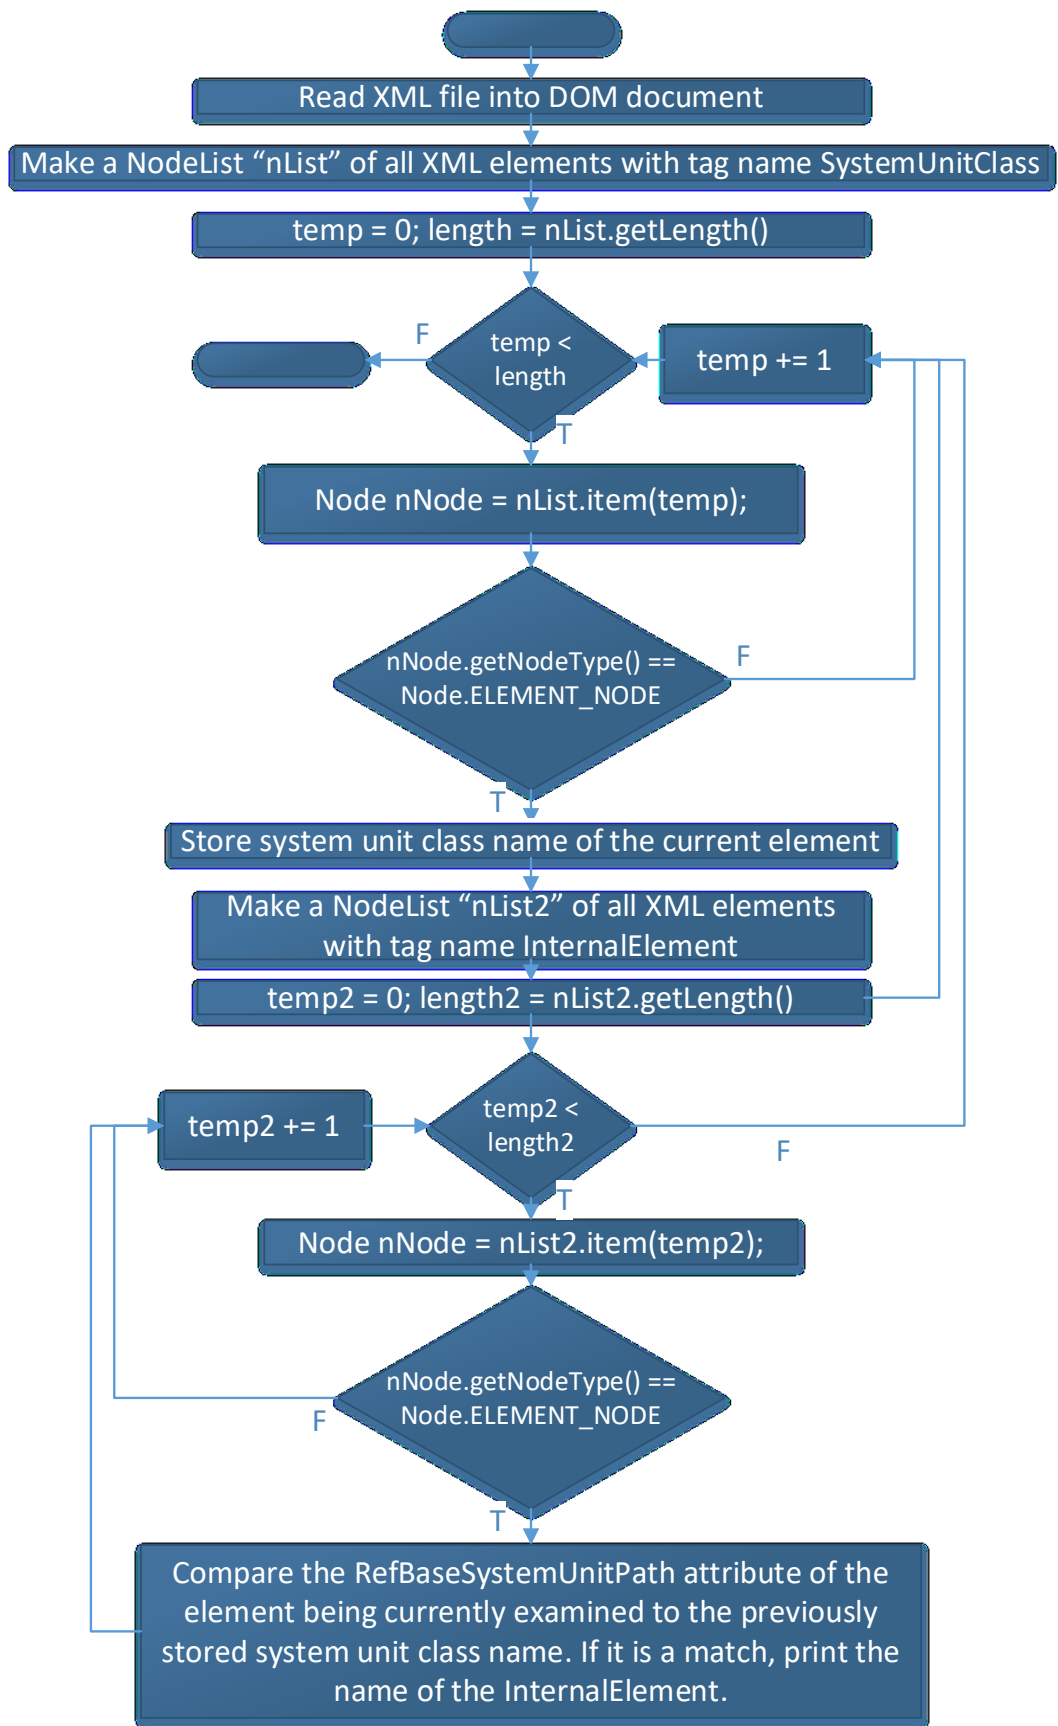 Read XML file into DOM document
Make a NodeList “nList” of all XML elements with tag name SystemUnitClass
temp = 0; length = nList.getLength()
F
temp <
length
temp += 1
T
Node nNode = nList.item(temp);
nNode.getNodeType() ==
Node.ELEMENT_NODE
F
T
Store system unit class name of the current element
Make a NodeList “nList2” of all XML elements
with tag name InternalElement
temp2 = 0; length2 = nList2.getLength()
temp2 += 1
temp2 <
length2
F
T
Node nNode = nList2.item(temp2);
nNode.getNodeType() ==
Node.ELEMENT_NODE
F
T
Compare the RefBaseSystemUnitPath attribute of the
element being currently examined to the previously
stored system unit class name. If it is a match, print the
name of the InternalElement.